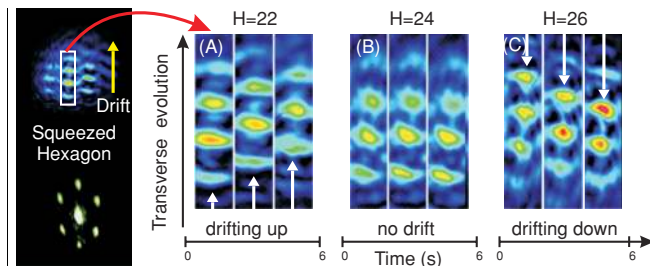 H=22
H=24
H=26
(A)
(B)
(C)
Drift
Squeezed
Hexagon
Transverse evolution
drifting up
no drift
drifting down
0
6
0
6
0
6
Time (s)